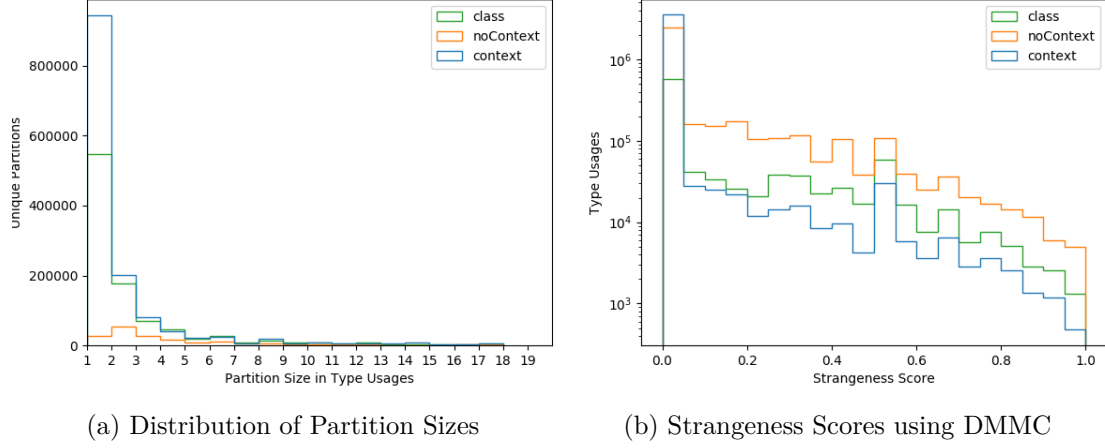 class
noContext
context
800000
600000
400000
200000
0
Unique Partitions
1 2 3 4 5 6 7 8 9 10 11 12 13 14 15 16 17 18 19
Partition Size in Type Usages
(a) Distribution of Partition Sizes
class
noContext
context
10^6
10^5
10^4
10^3
Type Usages
0.0 0.2 0.4 0.6 0.8 1.0
Strangeness Score
(b) Strangeness Scores using DMMC